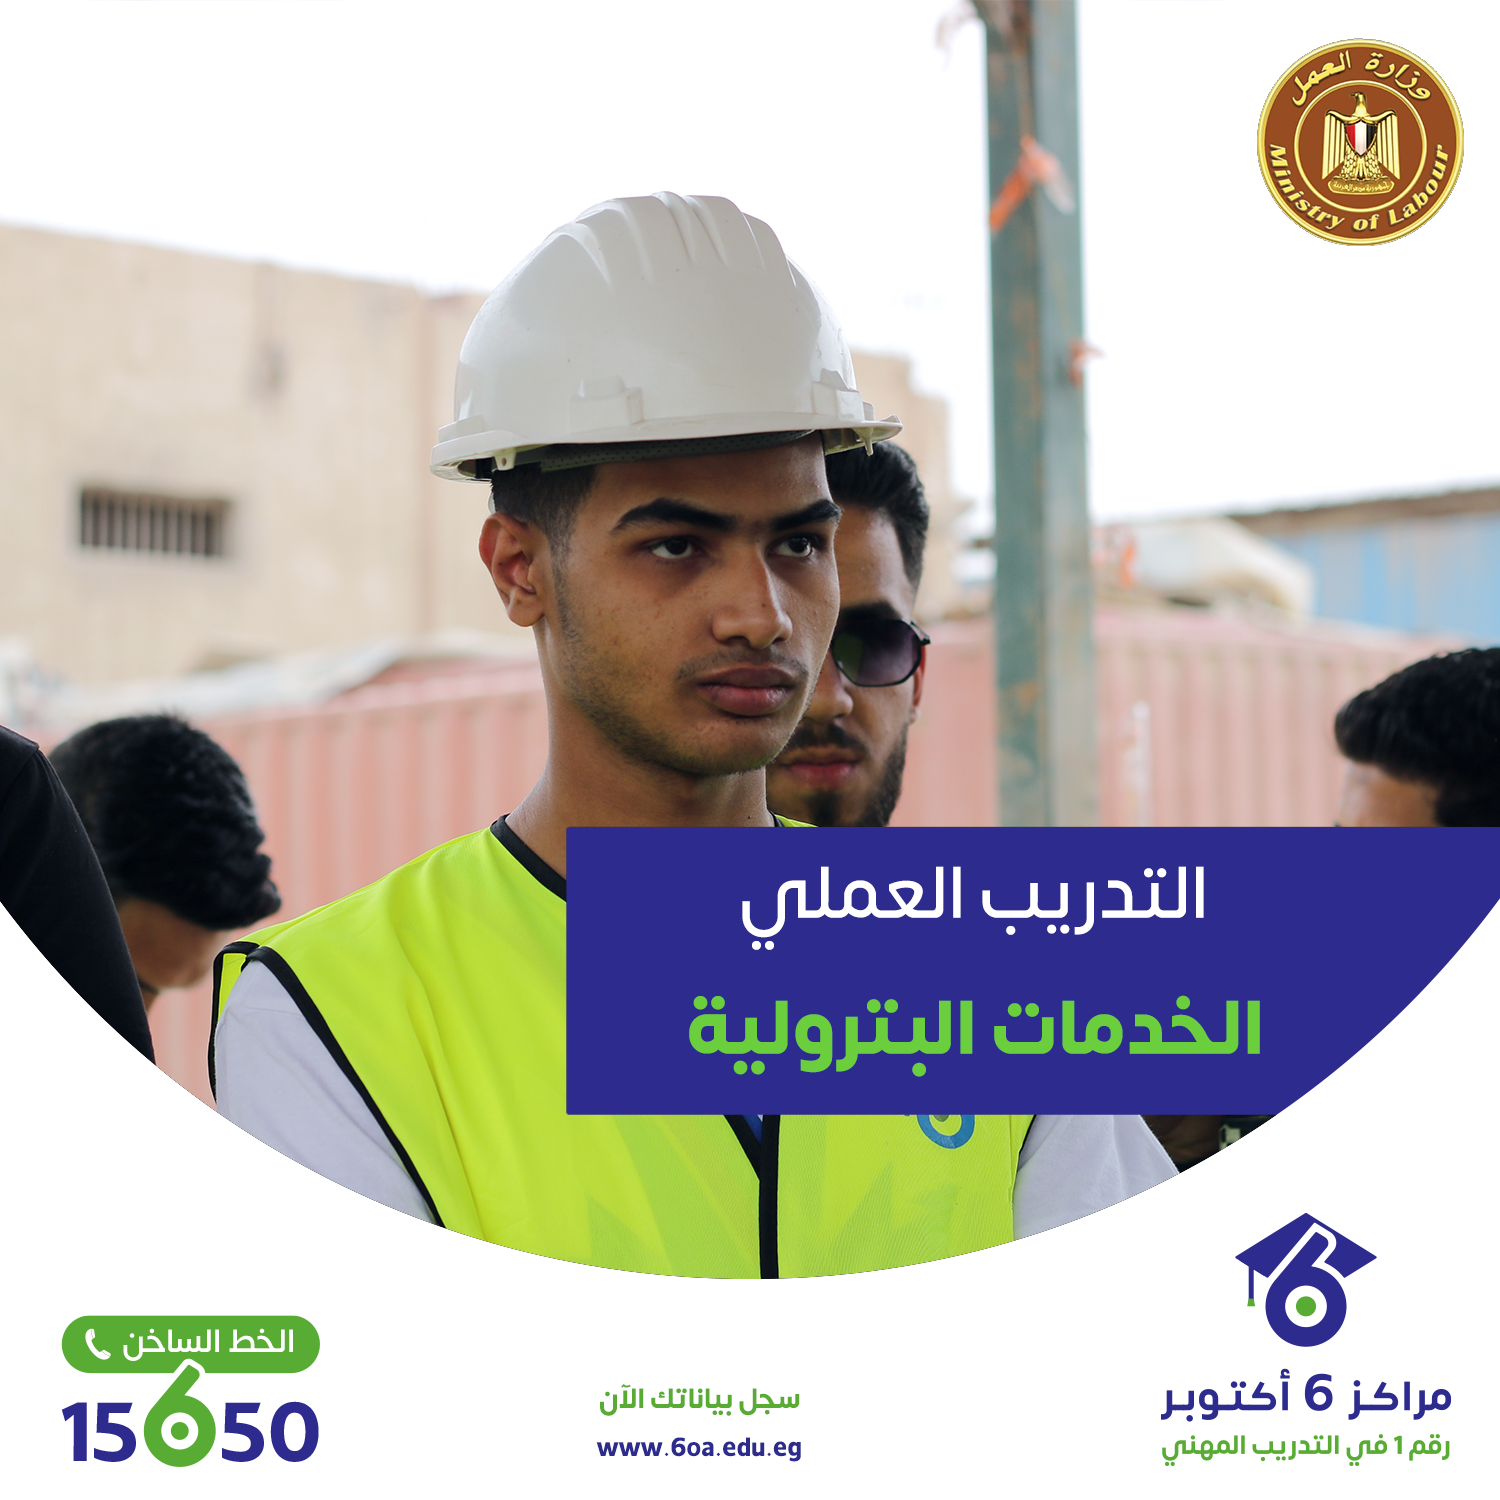 وزارة العمل
Ministry of Labour
التدريب العملي
الخدمات البترولية
الخط الساخن
15650
سجل بياناتك الآن
www.6oa.edu.eg
6
مراكز 6 أكتوبر
رقم 1 في التدريب المهني